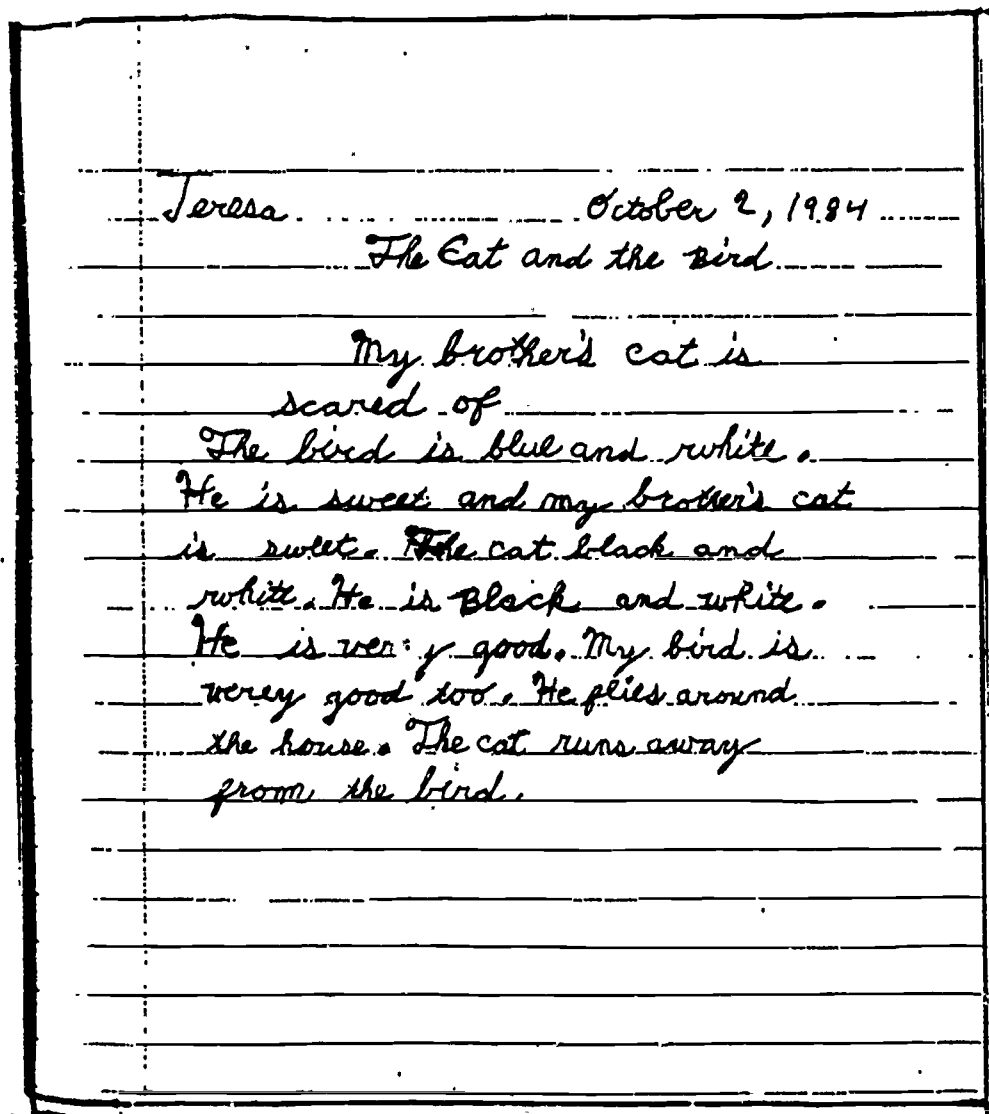 Teresa October 2, 1984
The Cat and the Bird
My brother's cat is
scared of
The bird is blue and white.
He is sweet and my brother's cat
is sweet. The cat black and
white. He is Black and white.
He is very good. My bird is
verey good too. He flies around
the house. The cat runs away
from the bird.